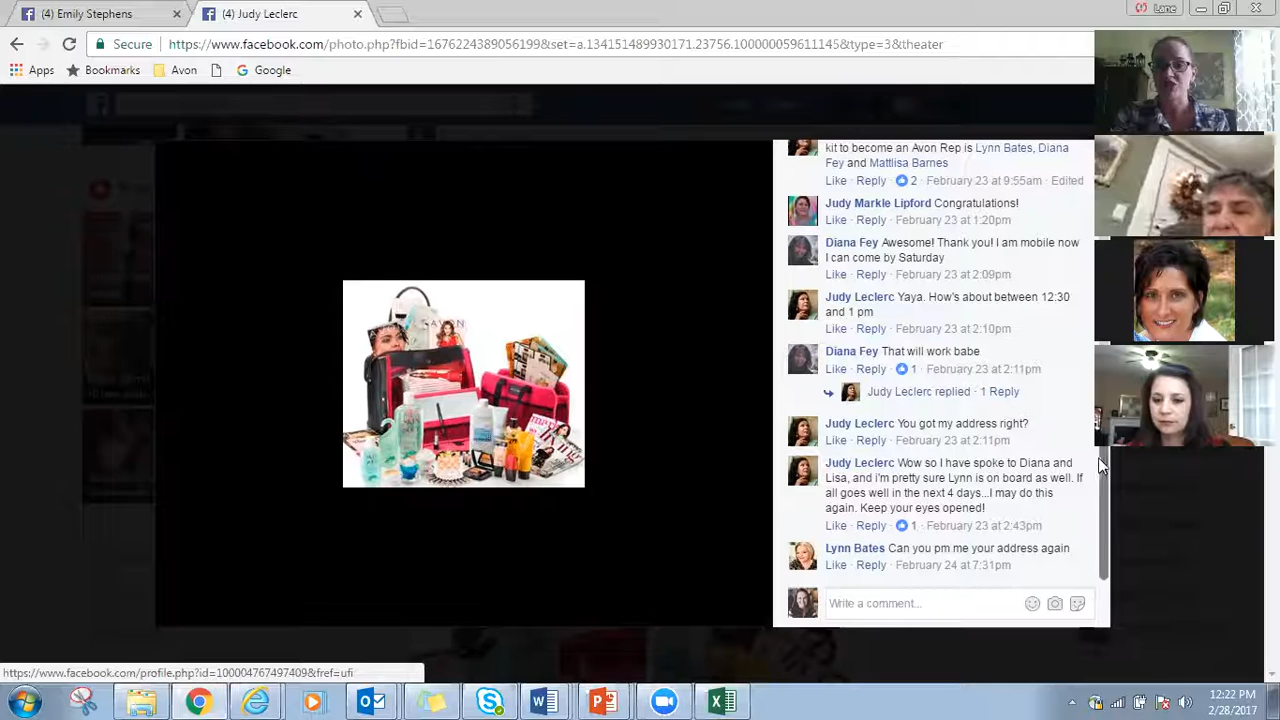 (4) Emily Stephens
(4) Judy Leclerc
Lane
Secure
https://www.facebook.com/photo.php?fbid=1676224389056199&set=a.134151489930171.23756.100000059611145&type=3&theater
Apps
Bookmarks
Avon
Google
kit to become an Avon Rep is Lynn Bates, Diana
Fey and Mattlisa Barnes
Like · Reply · 2 · February 23 at 9:55am · Edited
Judy Markle Lipford Congratulations!
Like · Reply · February 23 at 1:20pm
Diana Fey Awesome! Thank you! I am mobile now
I can come by Saturday
Like · Reply · February 23 at 2:09pm
Judy Leclerc Yaya. How's about between 12:30
and 1 pm
Like · Reply · February 23 at 2:10pm
Diana Fey That will work babe
Like · Reply · 1 · February 23 at 2:11pm
Judy Leclerc replied · 1 Reply
Judy Leclerc You got my address right?
Like · Reply · February 23 at 2:11pm
Judy Leclerc Wow so I have spoke to Diana and
Lisa, and i'm pretty sure Lynn is on board as well. If
all goes well in the next 4 days...I may do this
again. Keep your eyes opened!
Like · Reply · 1 · February 23 at 2:43pm
Lynn Bates Can you pm me your address again
Like · Reply · February 24 at 7:31pm
Write a comment...
AVON
https://www.facebook.com/profile.php?id=100004767497409&fref=ufi
12:22 PM
2/28/2017